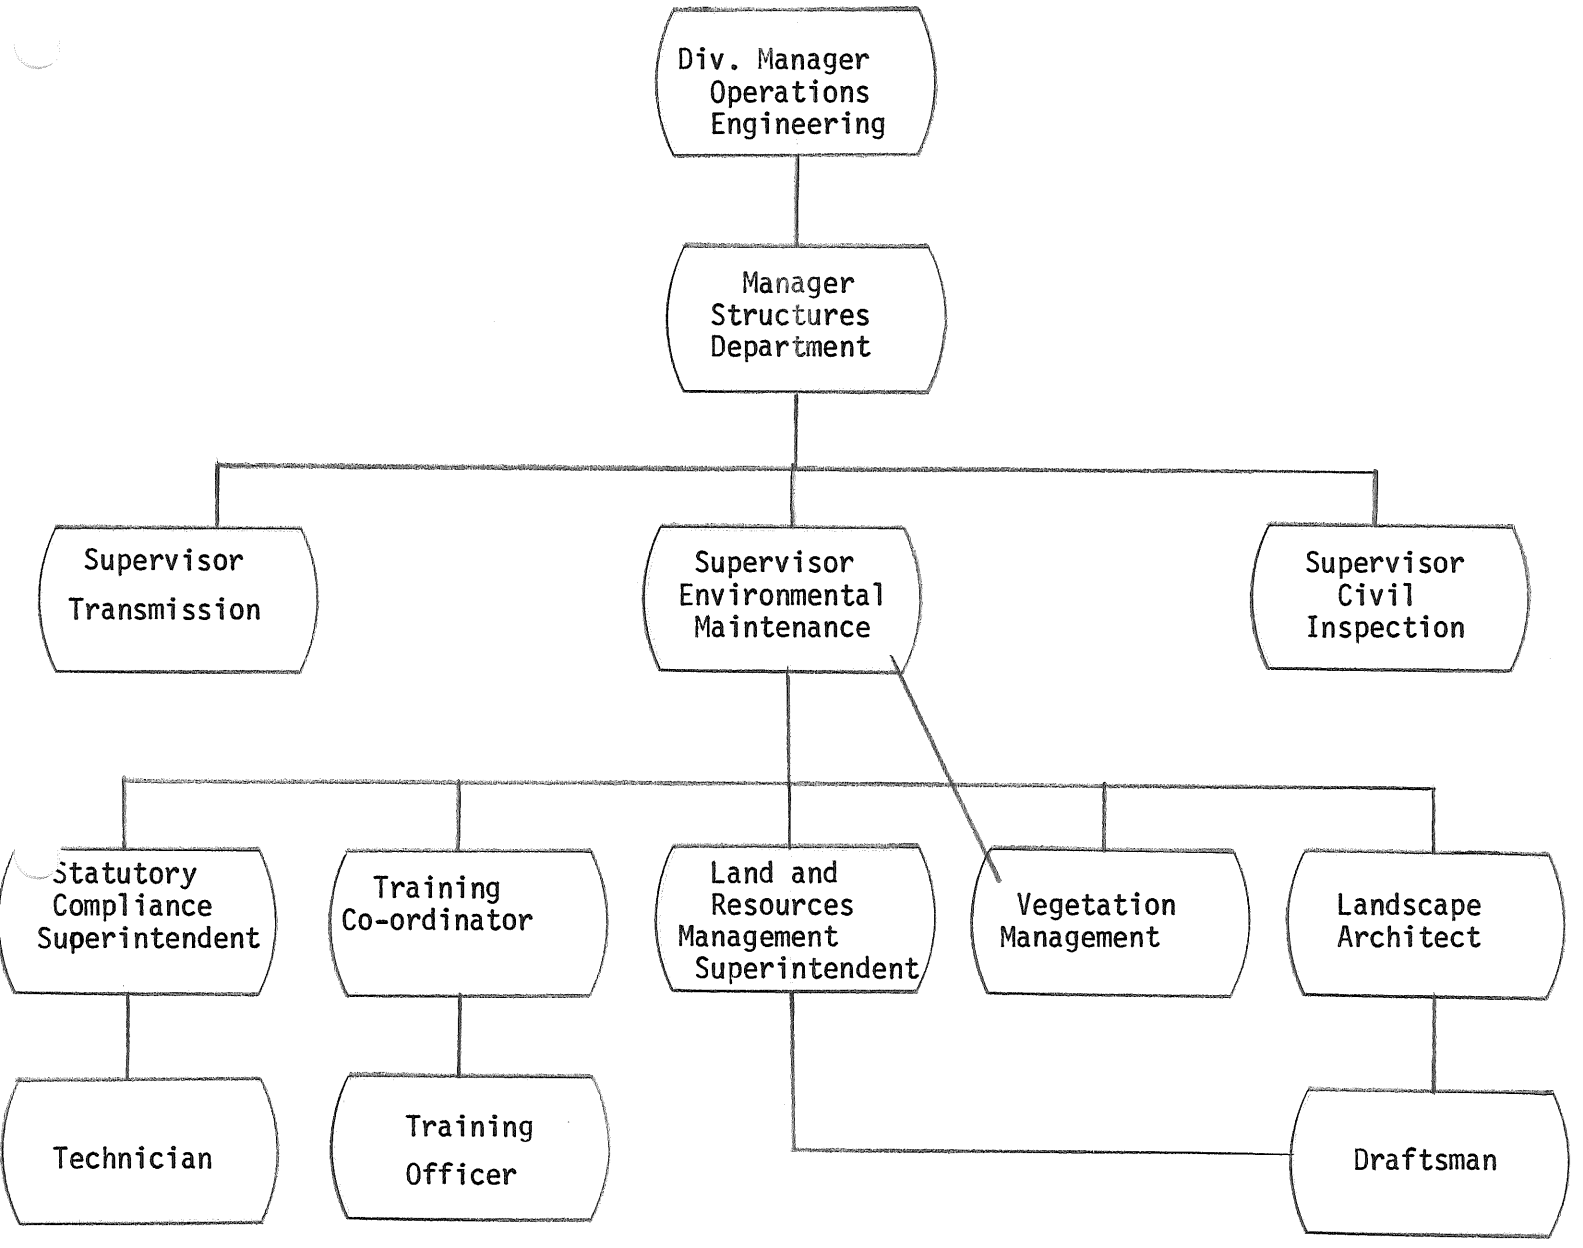 Div. Manager
Operations
Engineering
Manager
Structures
Department
Supervisor
Transmission
Supervisor
Environmental
Maintenance
Supervisor
Civil
Inspection
Statutory
Compliance
Superintendent
Training
Co-ordinator
Land and
Resources
Management
Superintendent
Vegetation
Management
Landscape
Architect
Technician
Training
Officer
Draftsman